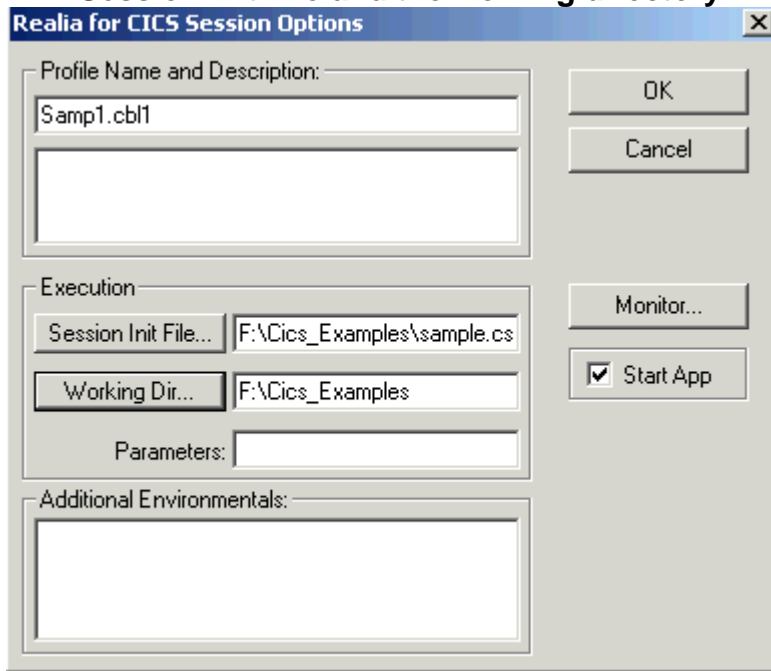 Realia for CICS Session Options
Profile Name and Description:
Samp1.cbl1
OK
Cancel
Execution
Session Init File...
F:\Cics_Examples\sample.cs
Working Dir...
F:\Cics_Examples
Parameters:
Monitor...
Start App
Additional Environmentals: